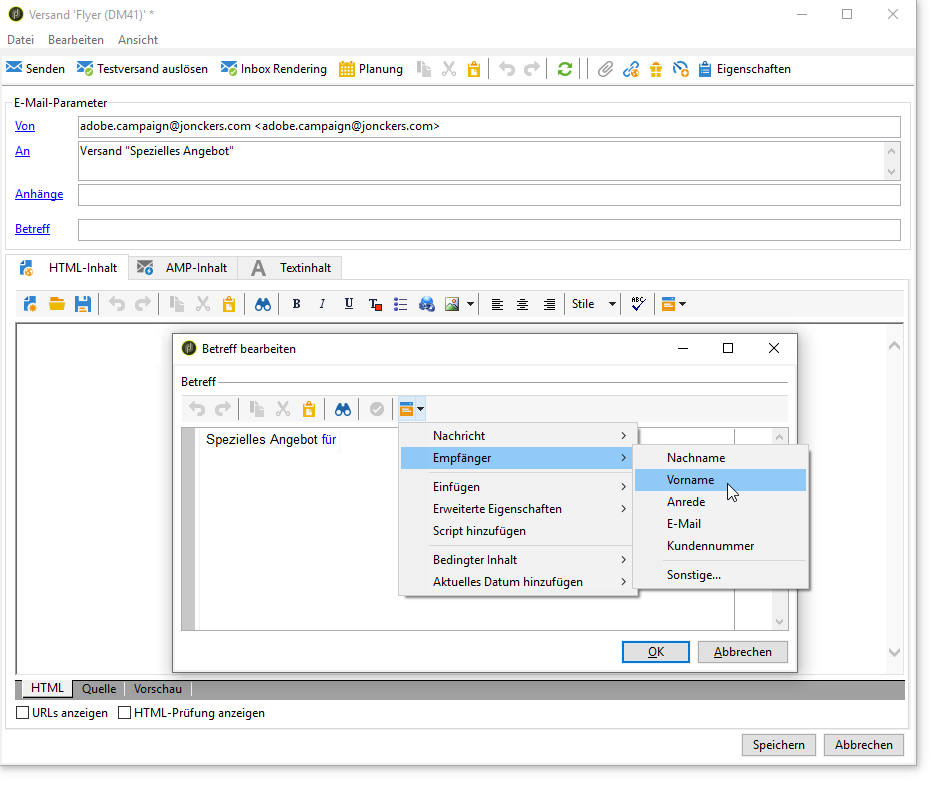 Versand 'Flyer (DM41)' *
Datei Bearbeiten Ansicht
Senden Testversand auslösen Inbox Rendering Planung Eigenschaften
E-Mail-Parameter
Von adobe.campaign@jonckers.com <adobe.campaign@jonckers.com>
An Versand "Spezielles Angebot"
Anhänge
Betreff
HTML-Inhalt AMP-Inhalt Textinhalt
B I U T Stile ABC
Betreff bearbeiten
Betreff
Spezielles Angebot für
Nachricht
Empfänger
Einfügen
Erweiterte Eigenschaften
Script hinzufügen
Bedingter Inhalt
Aktuelles Datum hinzufügen
Nachname
Vorname
Anrede
E-Mail
Kundennummer
Sonstige...
OK Abbrechen
HTML Quelle Vorschau
URLs anzeigen HTML-Prüfung anzeigen
Speichern Abbrechen